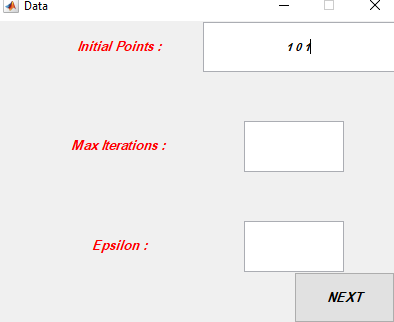 Data
Initial Points :
1 0 1
Max Iterations :
Epsilon :
NEXT